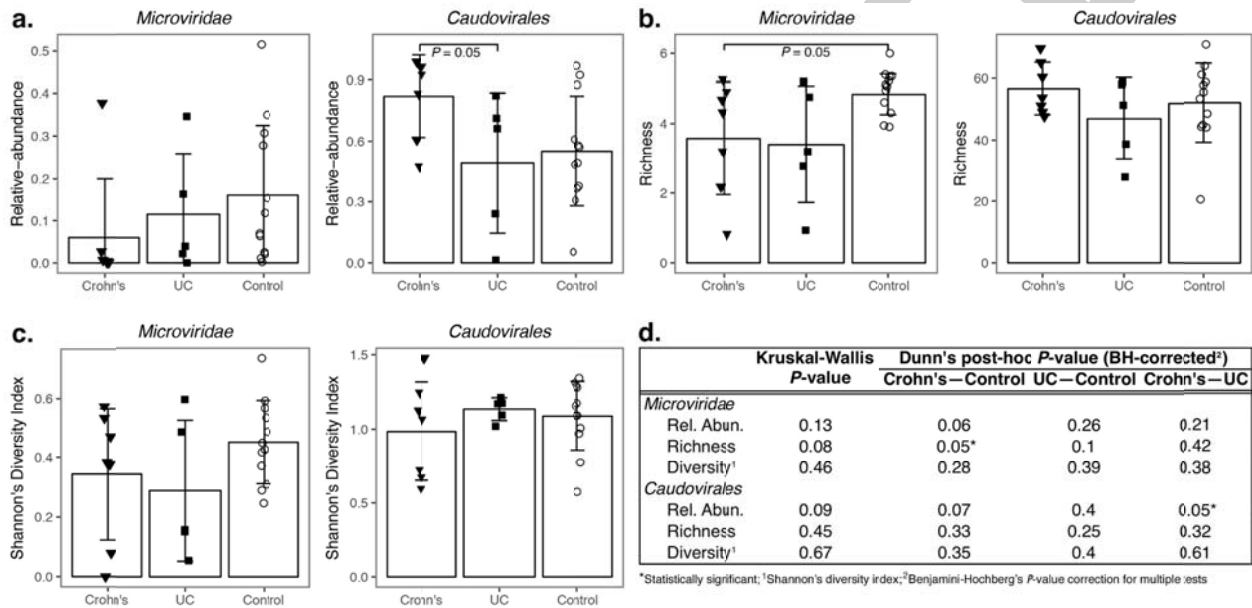 a.
Microviridae
Relative−abundance
0.5
0.4
0.3
0.2
0.1
0.0
Crohn's UC Control
Caudovirales
Relative−abundance
P = 0.05
0.9
0.6
0.3
0.0
Crohn's UC Control
b.
Microviridae
Richness
P = 0.05
6
4
2
0
Crohn's UC Control
Caudovirales
Richness
60
40
20
0
Crohn's UC Control
c.
Microviridae
Shannon's Diversity Index
0.6
0.4
0.2
0.0
Crohn's UC Control
Caudovirales
Shannon's Diversity Index
1.5
1.0
0.5
0.0
Crohn's UC Control
d.
Kruskal-Wallis Dunn's post-hoc P-value (BH-corrected²)
P-value Crohn's—Control UC—Control Crohn's—UC
Microviridae
Rel. Abun. 0.13 0.06 0.26 0.21
Richness 0.08 0.05* 0.1 0.42
Diversity¹ 0.46 0.28 0.39 0.38
Caudovirales
Rel. Abun. 0.09 0.07 0.4 0.05*
Richness 0.45 0.33 0.25 0.32
Diversity¹ 0.67 0.35 0.4 0.61
*Statistically significant; ¹Shannon's diversity index; ²Benjamini-Hochberg's P-value correction for multiple tests